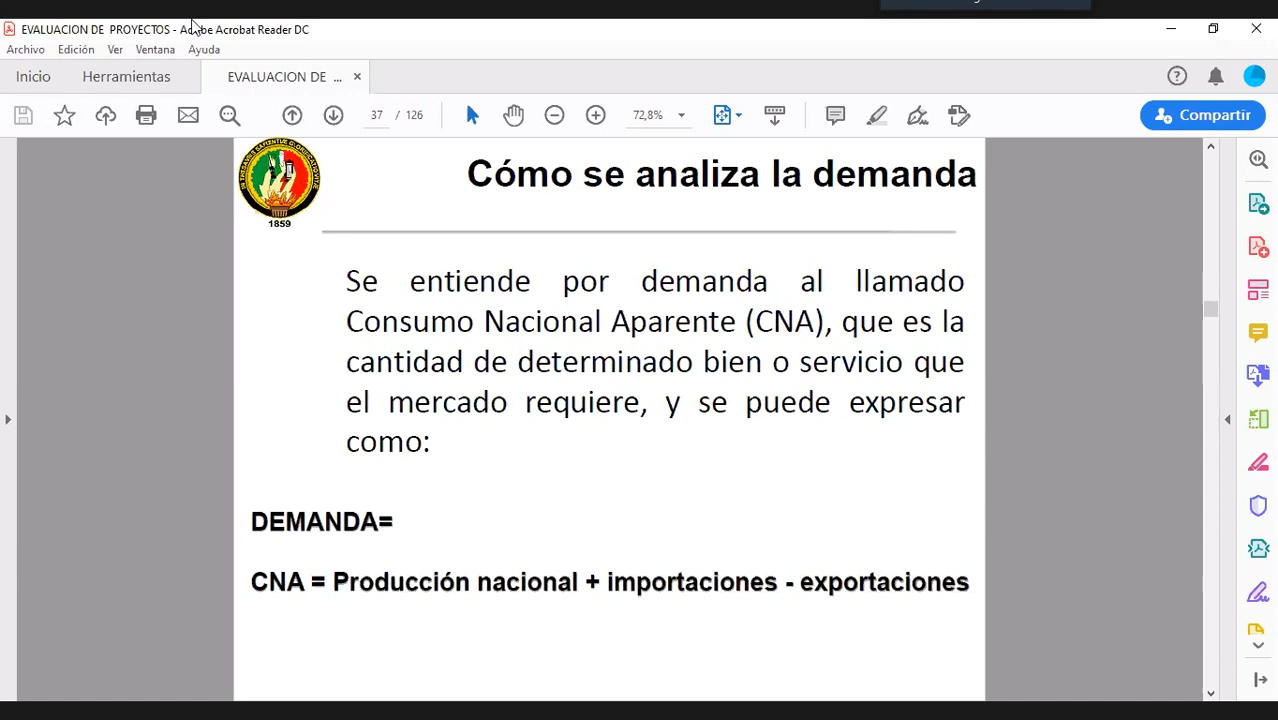 EVALUACION DE PROYECTOS - Adobe Acrobat Reader DC
Archivo Edición Ver Ventana Ayuda
Inicio Herramientas EVALUACION DE ... ×
37 / 126 72,8% Compartir
Cómo se analiza la demanda
1859
Se entiende por demanda al llamado
Consumo Nacional Aparente (CNA), que es la
cantidad de determinado bien o servicio que
el mercado requiere, y se puede expresar
como:
DEMANDA=
CNA = Producción nacional + importaciones - exportaciones